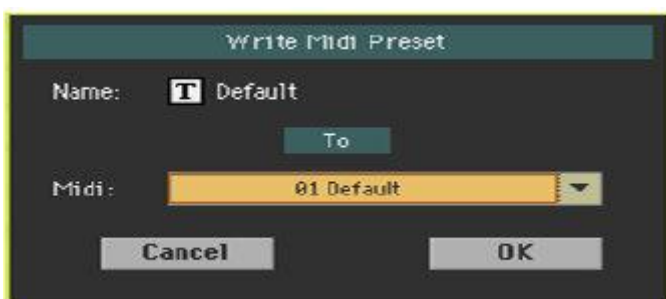 Write Midi Preset
Name: T Default
To
Midi: 01 Default
Cancel OK